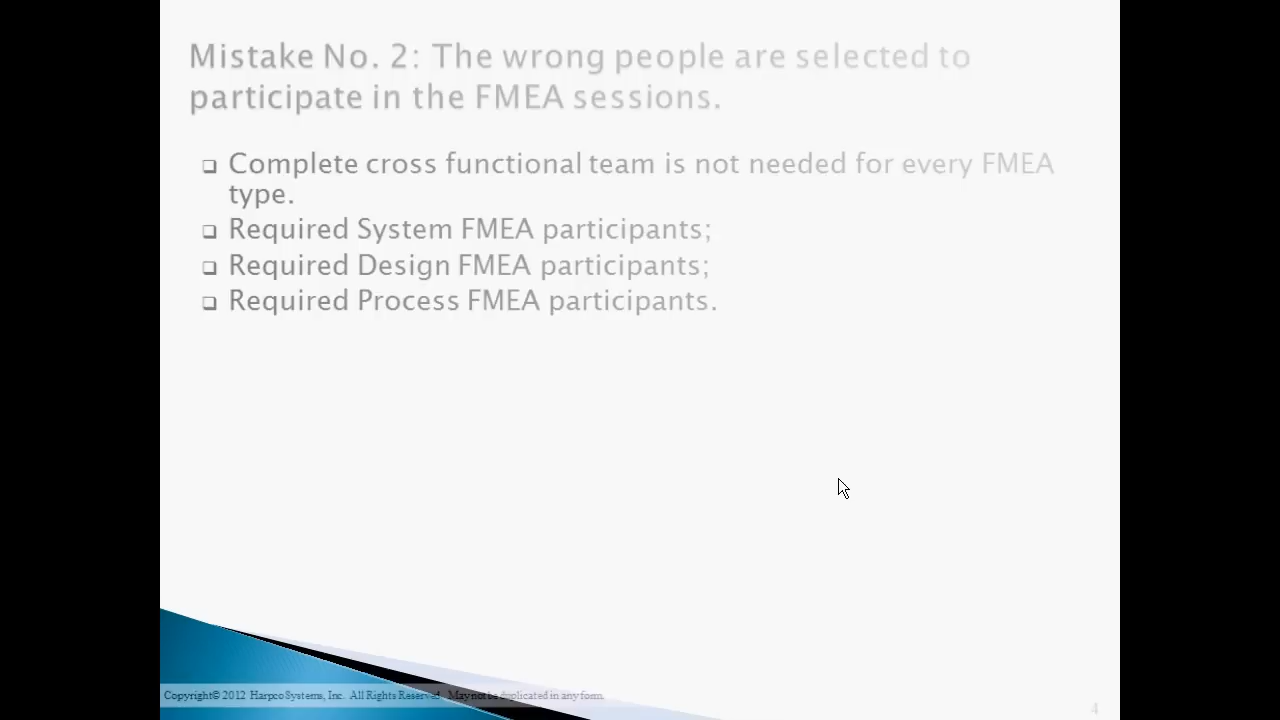 Mistake No. 2: The wrong people are selected to
participate in the FMEA sessions.
❑ Complete cross functional team is not needed for every FMEA
type.
❑ Required System FMEA participants;
❑ Required Design FMEA participants;
❑ Required Process FMEA participants.
Copyright© 2012 Harpco Systems, Inc. All Rights Reserved. May not be duplicated in any form.
4